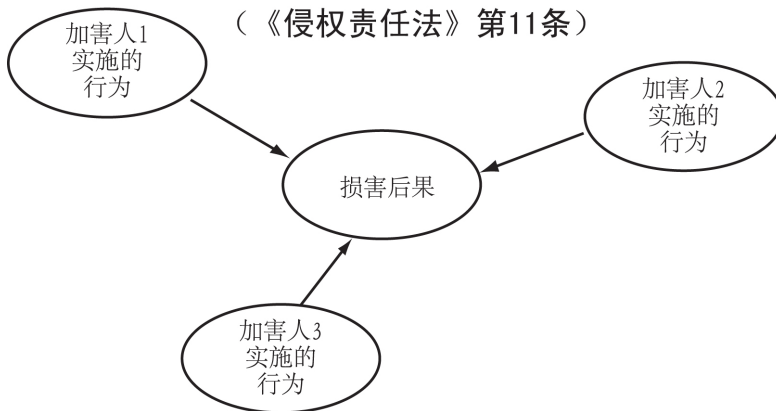 （《侵权责任法》第11条）
加害人1
实施的
行为
加害人2
实施的
行为
损害后果
加害人3
实施的
行为